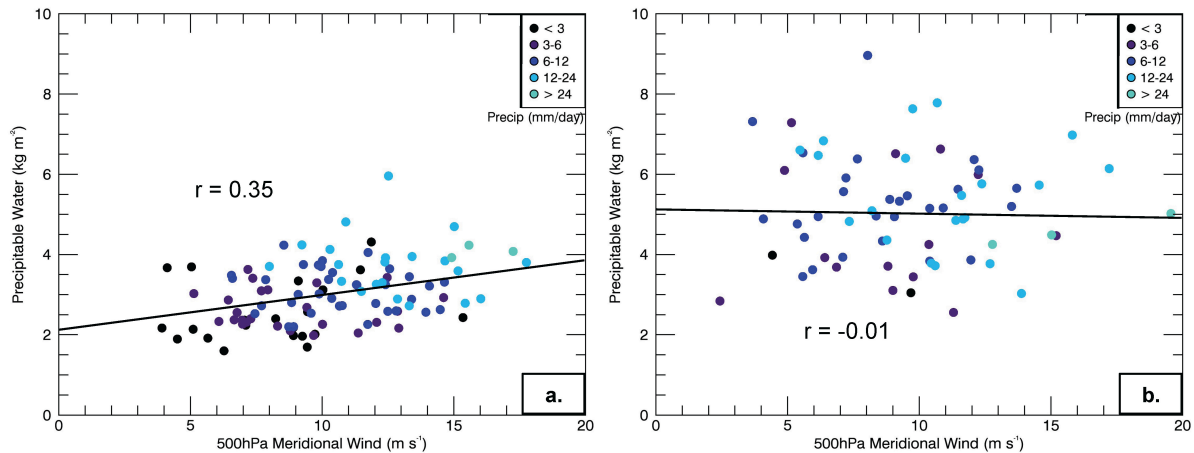 10
8
6
4
2
0
Precipitable Water (kg m⁻²)
0 5 10 15 20
500hPa Meridional Wind (m s⁻¹)
< 3
3-6
6-12
12-24
> 24
Precip (mm/day)
r = 0.35
a.
10
8
6
4
2
0
Precipitable Water (kg m⁻²)
0 5 10 15 20
500hPa Meridional Wind (m s⁻¹)
< 3
3-6
6-12
12-24
> 24
Precip (mm/day)
r = -0.01
b.